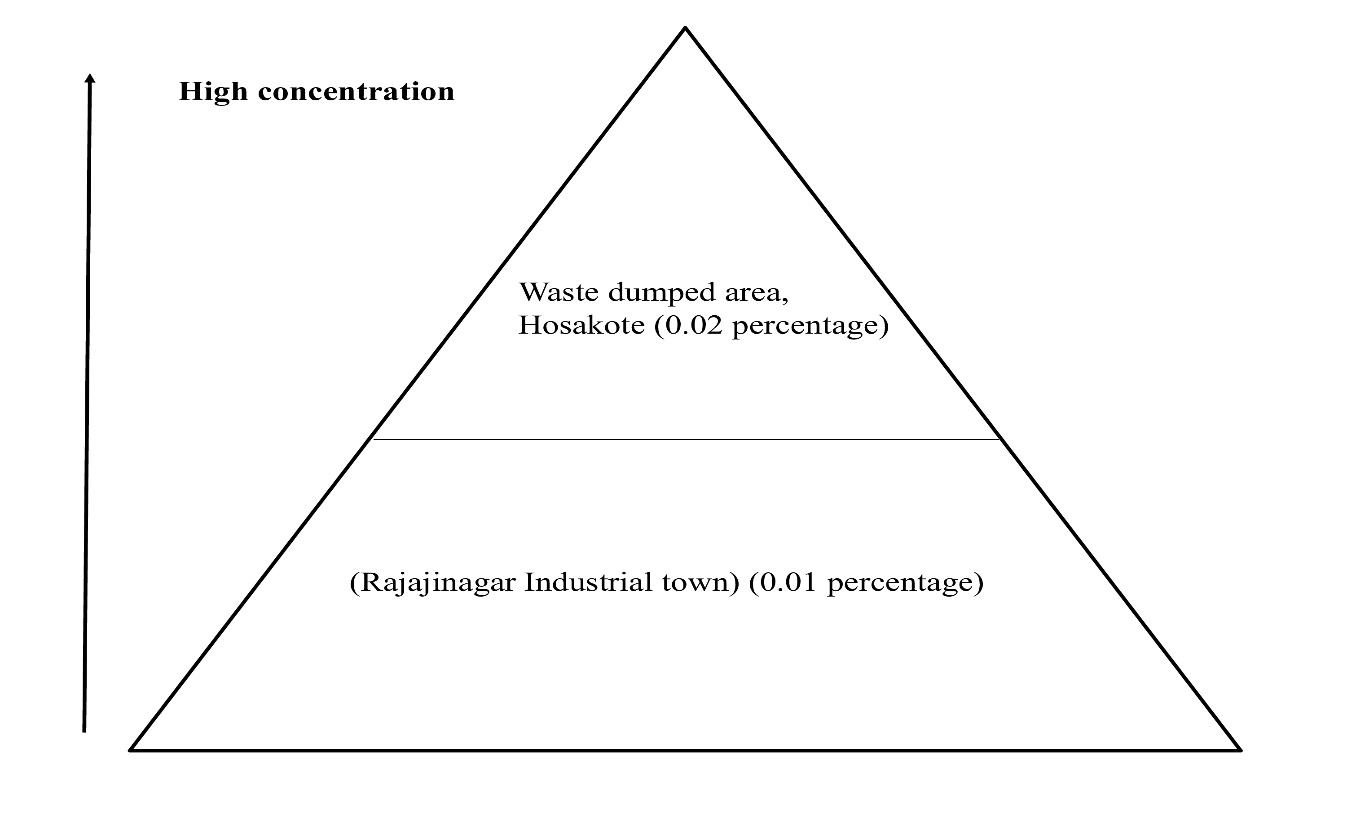 High concentration
Waste dumped area,
Hosakote (0.02 percentage)
(Rajajinagar Industrial town) (0.01 percentage)